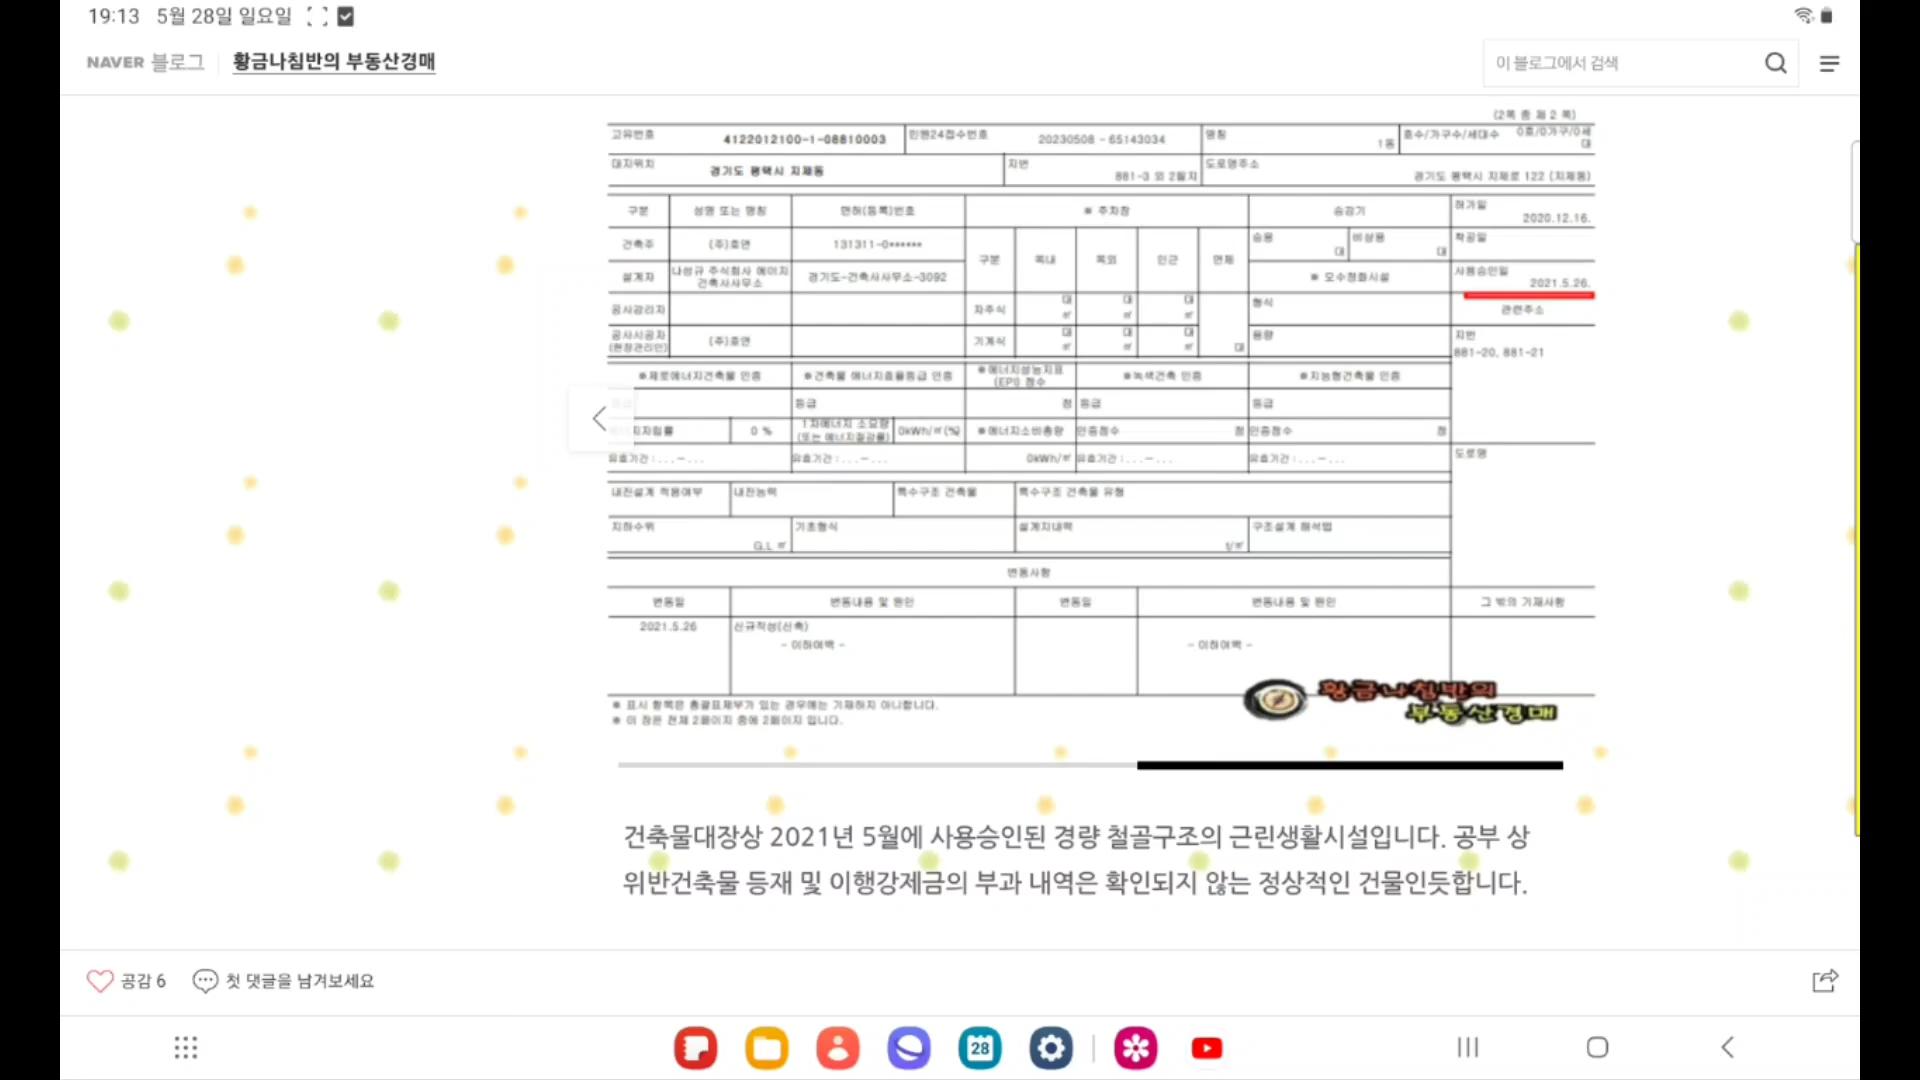 19:13 5월 28일 일요일
NAVER 블로그 황금나침반의 부동산경매
이 블로그에서 검색
(2쪽 중 제 2 쪽)
고유번호 4122012100-1-08810003 민원24접수번호 20230508 - 65143034 명칭 1동 호수/가구수/세대수 0호/0가구/0세대
대지위치 경기도 평택시 지제동 지번 881-3 외 2필지 도로명주소 경기도 평택시 지제로 122 (지제동)
구분 성명 또는 명칭 면허(등록)번호 ※ 주차장 승강기 허가일 2020.12.16.
건축주 (주)호연 131311-0****** 구분 옥내 옥외 인근 면제 승용 대 비상용 대 착공일
설계자 나성규 주식회사 에이지 건축사사무소 경기도-건축사사무소-3092 ※ 오수정화시설 사용승인일 2021.5.26.
공사감리자 자주식 대 ㎡ 대 ㎡ 대 ㎡ 형식 관련주소
공사시공자 (현장관리인) (주)호연 기계식 대 ㎡ 대 ㎡ 대 ㎡ 대 용량 지번
881-20, 881-21
※제로에너지건축물 인증 ※건축물 에너지효율등급 인증 ※에너지성능지표 (EPI) 점수 ※녹색건축 인증 ※지능형건축물 인증
등급 등급 점 등급 등급
지자립률 0 % 1차에너지 소요량 (또는 에너지절감률) 0kWh/㎡(%) ※에너지소비총량 인증점수 점 인증점수 점
유효기간 : . . . ~ . . . 유효기간 : . . . ~ . . . 0kWh/㎡ 유효기간 : . . . ~ . . . 유효기간 : . . . ~ . . . 도로명
내진설계 적용여부 내진능력 특수구조 건축물 특수구조 건축물 유형
지하수위 G.L ㎡ 기초형식 설계지내력 t/㎡ 구조설계 해석법
변동사항
변동일 변동내용 및 원인 변동일 변동내용 및 원인 그 밖의 기재사항
2021.5.26 신규작성(신축)
- 이하여백 - - 이하여백 -
※ 표시 항목은 총괄표제부가 있는 경우에는 기재하지 아니합니다.
※ 이 장은 전체 2페이지 중에 2페이지 입니다.
황금나침반의
부동산경매
건축물대장상 2021년 5월에 사용승인된 경량 철골구조의 근린생활시설입니다. 공부 상
위반건축물 등재 및 이행강제금의 부과 내역은 확인되지 않는 정상적인 건물인듯합니다.
공감 6 첫 댓글을 남겨보세요
28